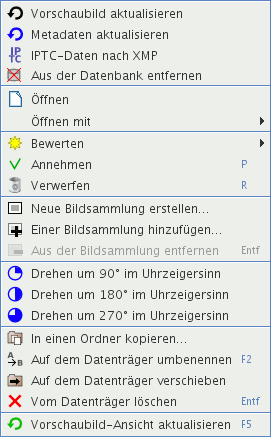 Vorschaubild aktualisieren
Metadaten aktualisieren
IPTC-Daten nach XMP
Aus der Datenbank entfernen
Öffnen
Öffnen mit
Bewerten
Annehmen P
Verwerfen R
Neue Bildsammlung erstellen...
Einer Bildsammlung hinzufügen...
Aus der Bildsammlung entfernen Entf
Drehen um 90° im Uhrzeigersinn
Drehen um 180° im Uhrzeigersinn
Drehen um 270° im Uhrzeigersinn
In einen Ordner kopieren...
Auf dem Datenträger umbenennen F2
Auf dem Datenträger verschieben
Vom Datenträger löschen Entf
Vorschaubild-Ansicht aktualisieren F5